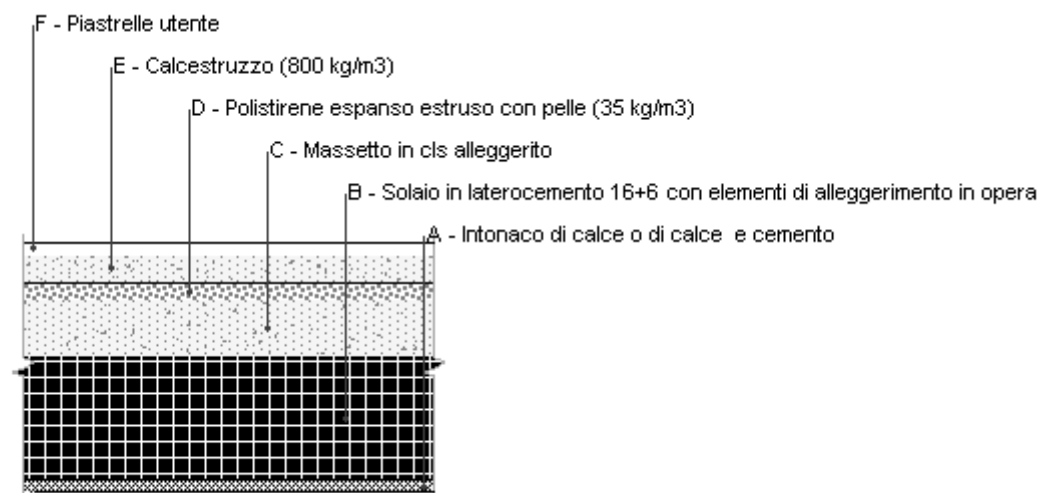 F - Piastrelle utente
E - Calcestruzzo (800 kg/m3)
D - Polistirene espanso estruso con pelle (35 kg/m3)
C - Massetto in cls alleggerito
B - Solaio in laterocemento 16+6 con elementi di alleggerimento in opera
A - Intonaco di calce o di calce e cemento